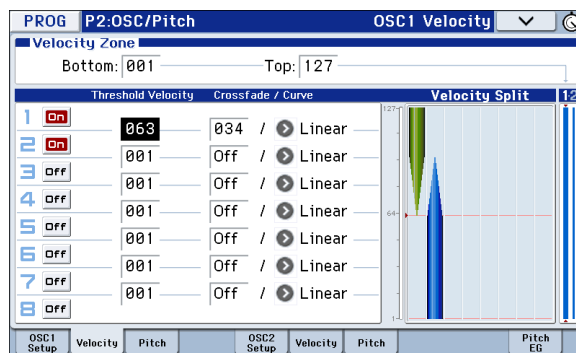 PROG P2:OSC/Pitch OSC1 Velocity
Velocity Zone
Bottom: 001 Top: 127
Threshold Velocity Crossfade / Curve Velocity Split 1·2
127-
1 On
063 034 / Linear
2 On
001 Off / Linear
3 Off
001 Off / Linear
4 Off
001 Off / Linear
64-
5 Off
001 Off / Linear
6 Off
001 Off / Linear
7 Off
001 Off / Linear
8 Off
1-
OSC1 Setup Velocity Pitch OSC2 Setup Velocity Pitch Pitch EG